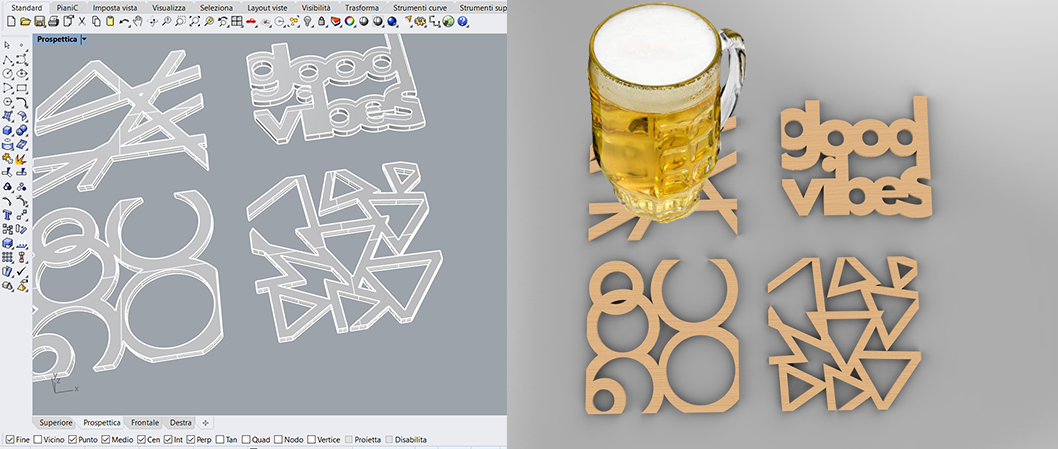 Standard PianiC Imposta vista Visualizza Seleziona Layout viste Visibilità Trasforma Strumenti curve Strumenti sup
Prospettica
good
vibes
x
Superiore Prospettica Frontale Destra
Fine Vicino Punto Medio Cen Int Perp Tan Quad Nodo Vertice Proietta Disabilita
good
vibes